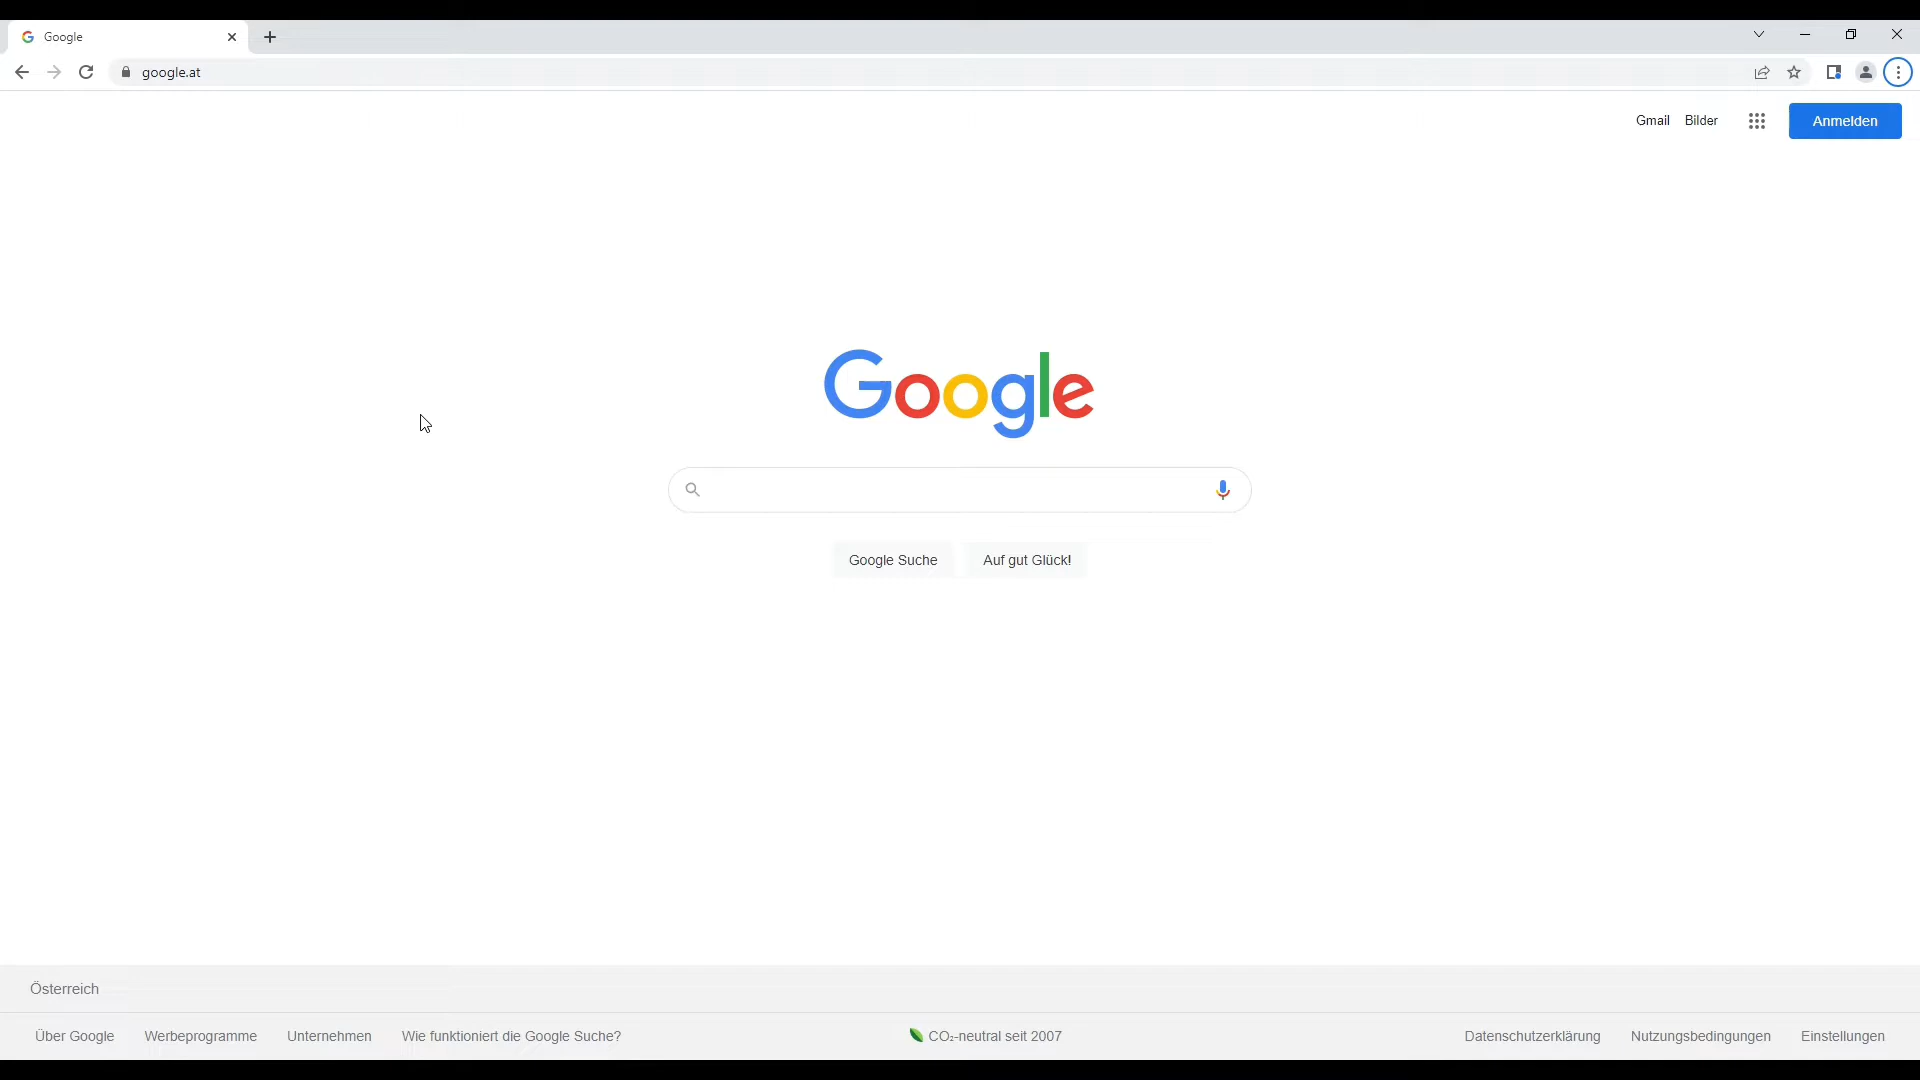 Google
google.at
Gmail Bilder Anmelden
Google
Google Suche Auf gut Glück!
Österreich
Über Google Werbeprogramme Unternehmen Wie funktioniert die Google Suche? CO₂-neutral seit 2007 Datenschutzerklärung Nutzungsbedingungen Einstellungen